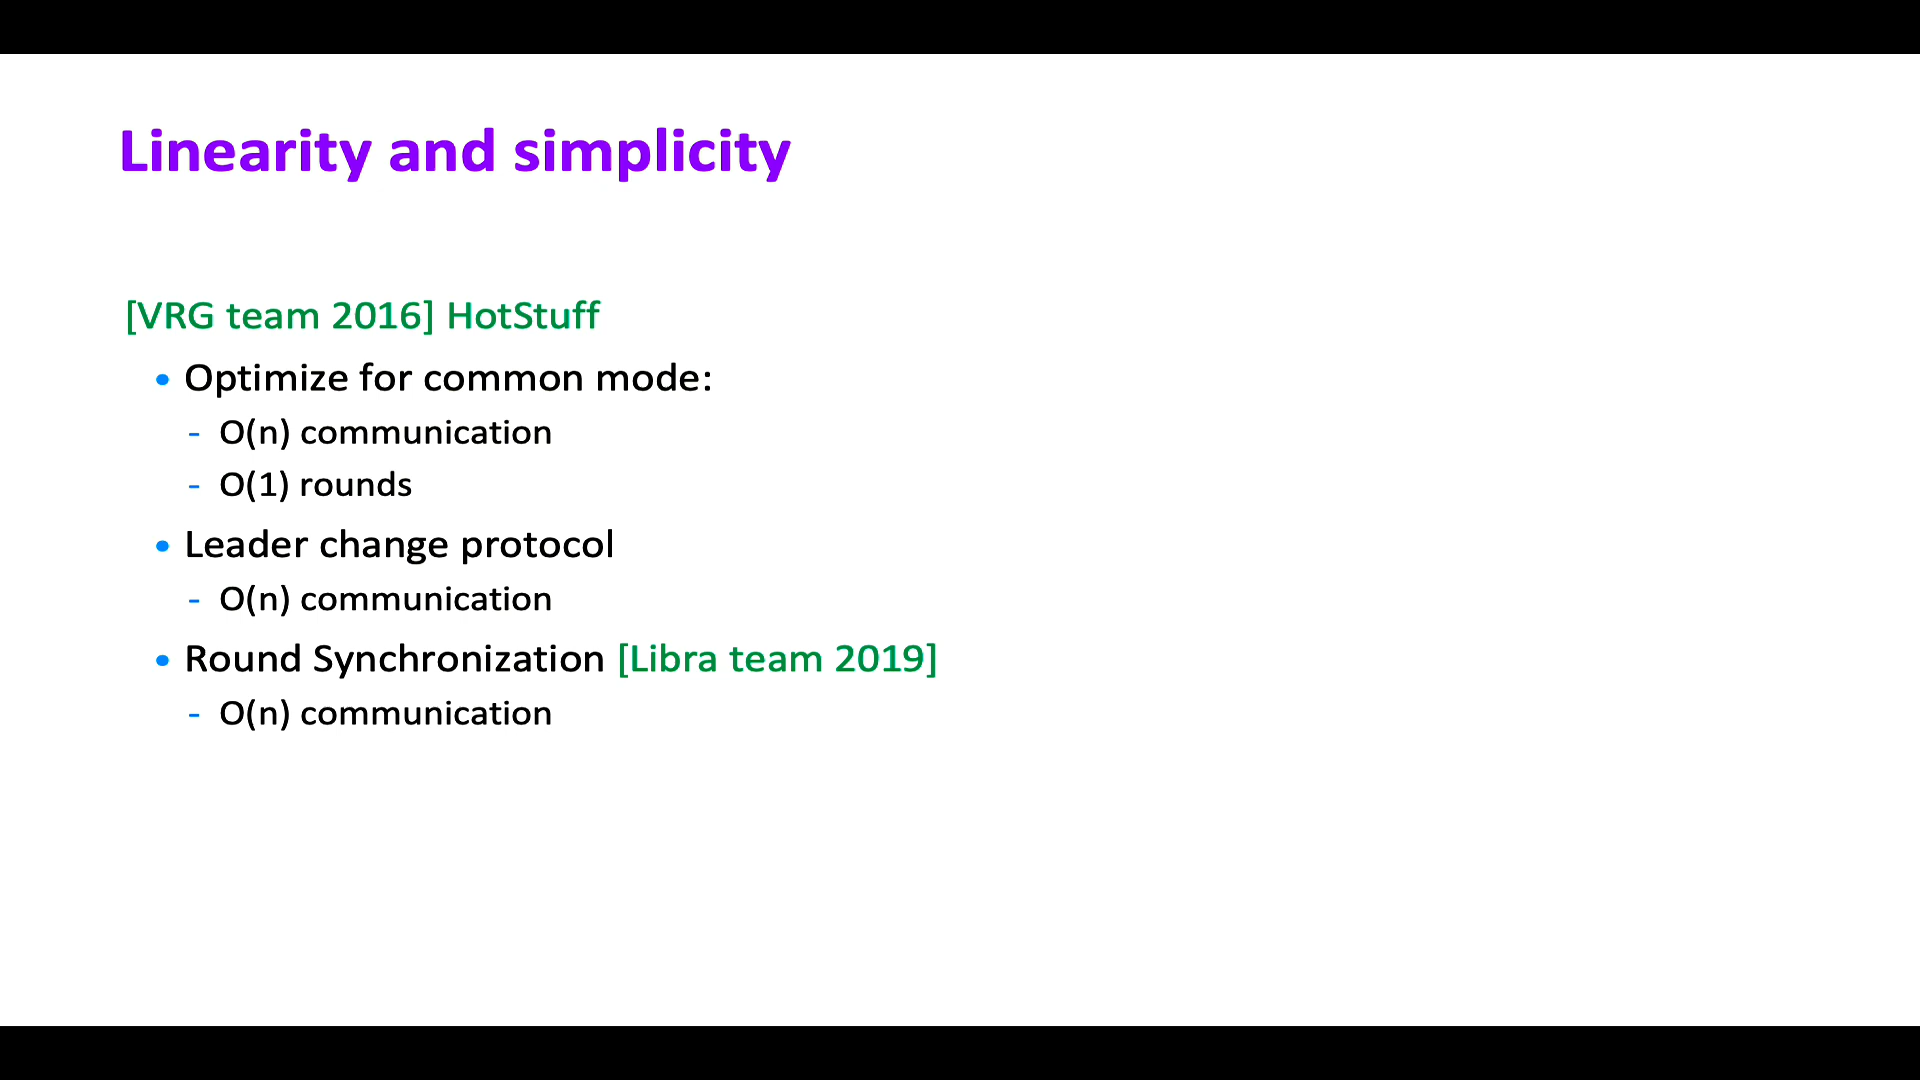 Linearity and simplicity
[VRG team 2016] HotStuff
• Optimize for common mode:
- O(n) communication
- O(1) rounds
• Leader change protocol
- O(n) communication
• Round Synchronization [Libra team 2019]
- O(n) communication